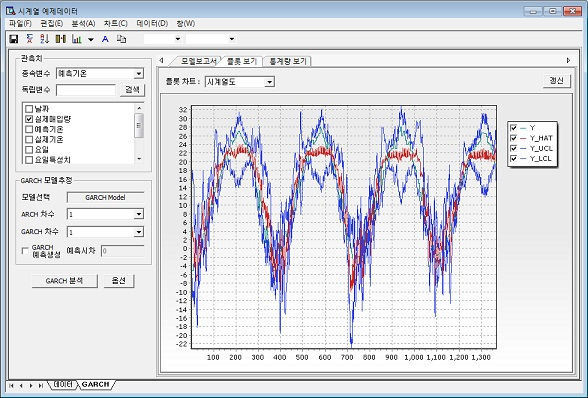 시계열 예제데이터
파일(F) 편집(E) 분석(A) 차트(C) 데이터(D) 창(W)
관측치
종속변수 예측기온
독립변수 검색
날짜
실제매입량
예측기온
실제기온
요일
요일특성치
GARCH 모델추정
모델선택 GARCH Model
ARCH 차수 1
GARCH 차수 1
GARCH 예측생성 예측시차 0
GARCH 분석 옵션
모델보고서 플롯 보기 통계량 보기
플롯 차트 : 시계열도 갱신
32
30
28
26
24
22
20
18
16
14
12
10
8
6
4
2
0
-2
-4
-6
-8
-10
-12
-14
-16
-18
-20
-22
100 200 300 400 500 600 700 800 900 1,000 1,100 1,200 1,300
Y
Y_HAT
Y_UCL
Y_LCL
데이터 GARCH